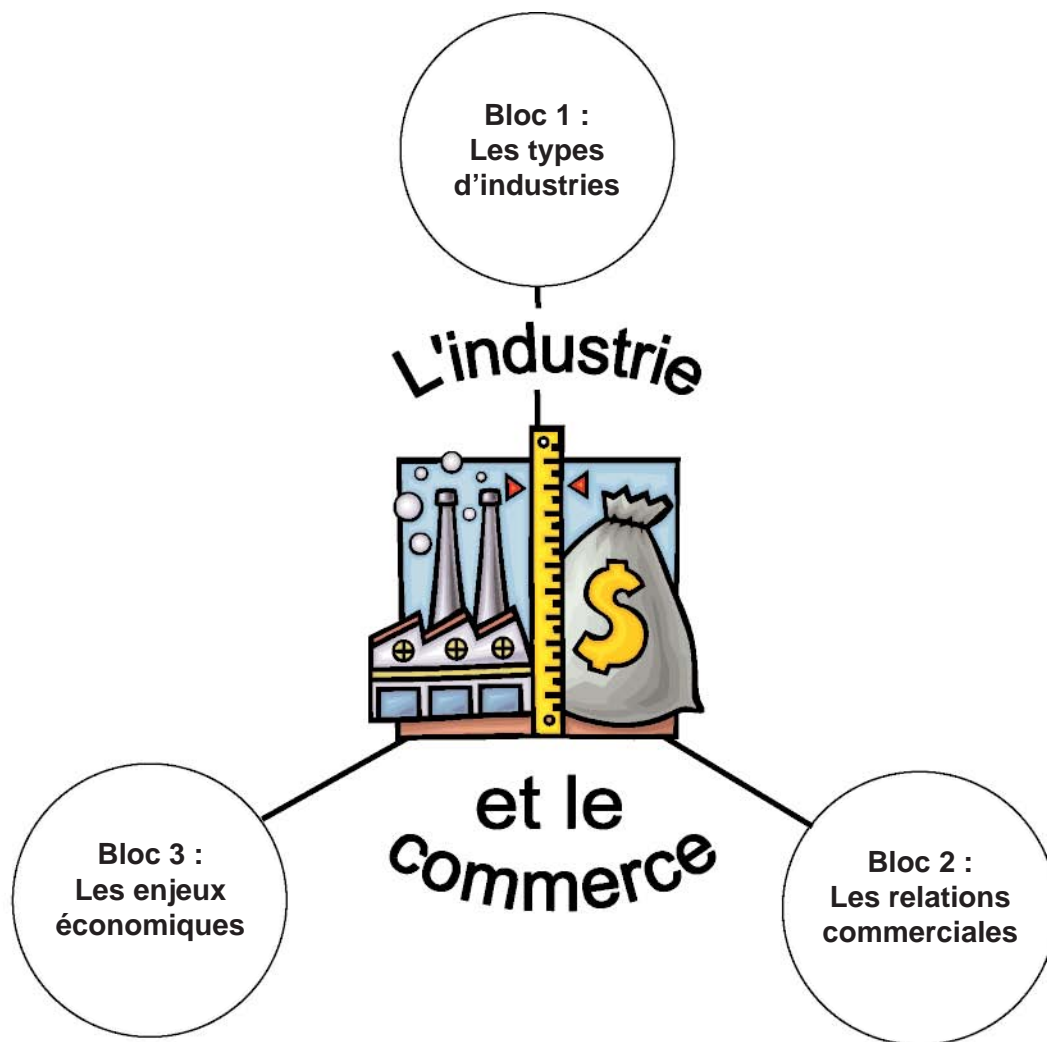 Bloc 1 :
Les types
d’industries
L'industrie
$
et le
commerce
Bloc 3 :
Les enjeux
économiques
Bloc 2 :
Les relations
commerciales